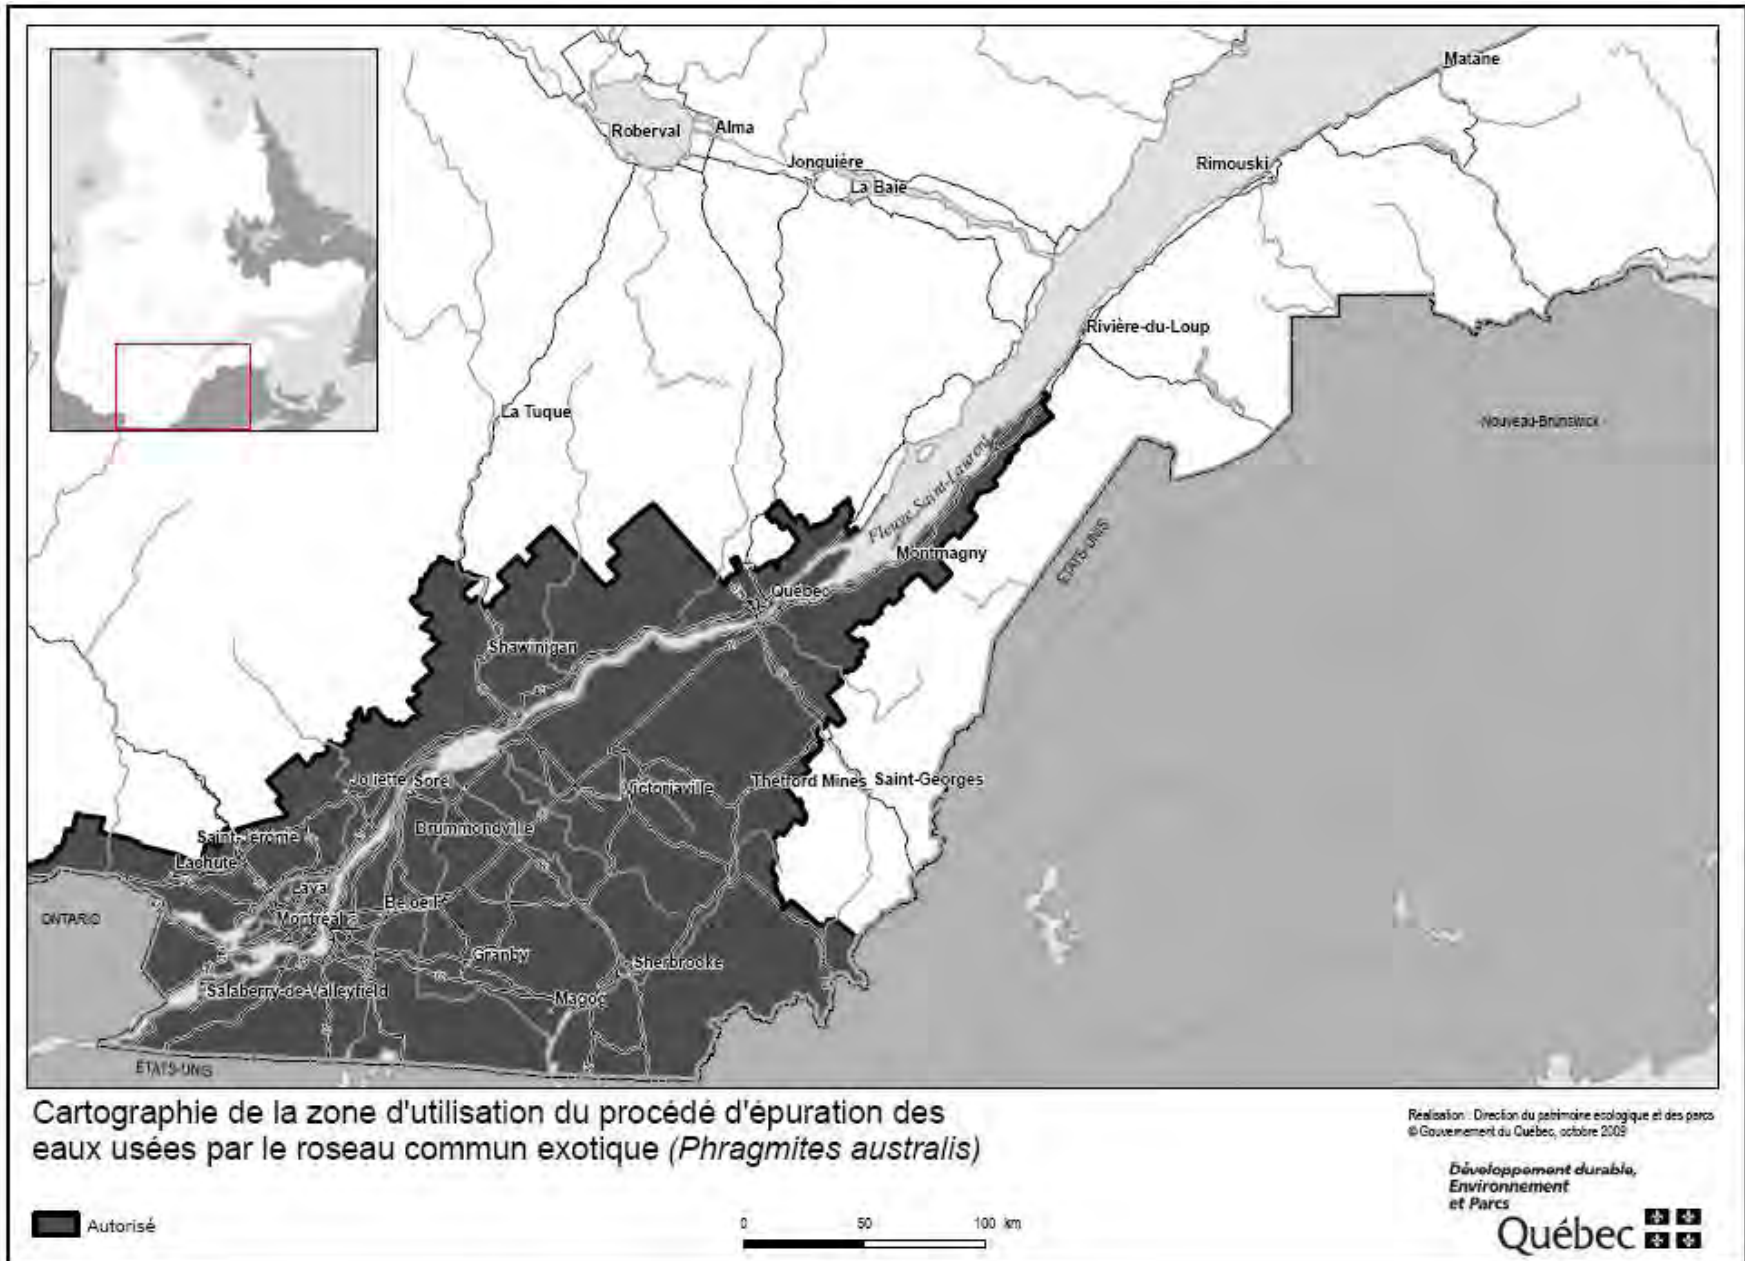 Matane
Roberval
Alma
Jonquière
La Baie
Rimouski
Rivière-du-Loup
La Tuque
-Nouveau-Brunswick-
Fleuve Saint-Laurent
ÉTATS-UNIS
Montmagny
Québec
Shawinigan
Joliette
Sorel
Victoriaville
Thetford Mines
Saint-Georges
Drummondville
Saint-Jérôme
Lachute
Laval
Beloeil
ONTARIO
Montréal
Granby
Sherbrooke
Salaberry-de-Valleyfield
Magog
ÉTATS-UNIS
Cartographie de la zone d'utilisation du procédé d'épuration des
eaux usées par le roseau commun exotique (Phragmites australis)
Réalisation : Direction du patrimoine écologique et des parcs
© Gouvernement du Québec, octobre 2009
Autorisé
0 50 100 km
Développement durable,
Environnement
et Parcs
Québec